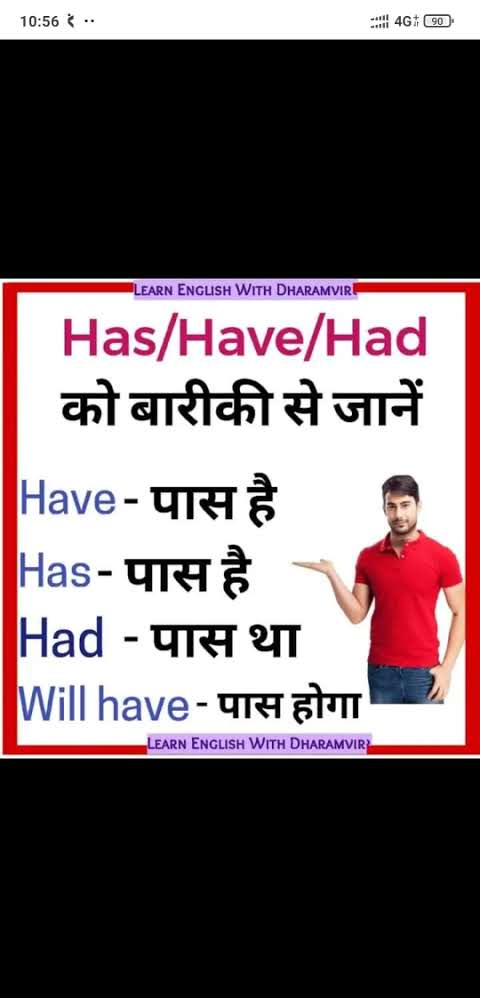 10:56
4G 90
LEARN ENGLISH WITH DHARAMVIR
Has/Have/Had
को बारीकी से जानें
Have - पास है
Has - पास है
Had - पास था
Will have - पास होगा
LEARN ENGLISH WITH DHARAMVIR